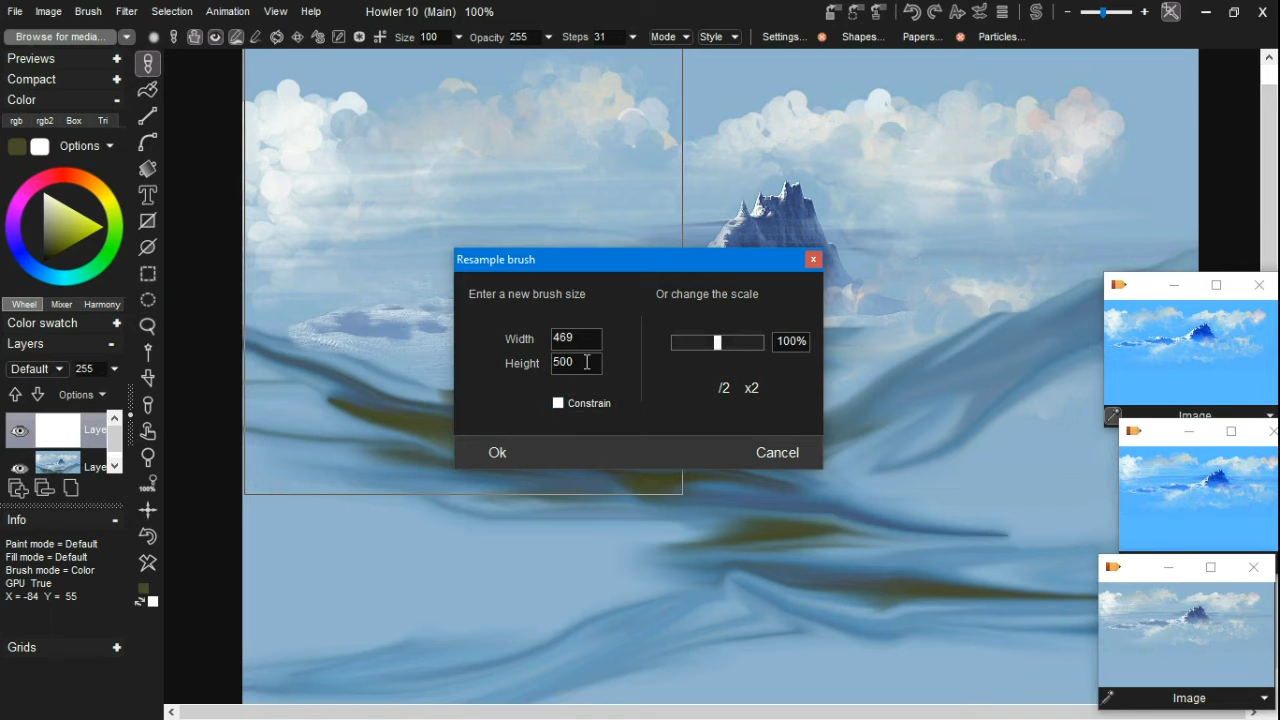 File Image Brush Filter Selection Animation View Help Howler 10 (Main) 100%
Browse for media... Size 100 Opacity 255 Steps 31 Mode Style Settings... Shapes... Papers... Particles...
Previews +
Compact +
Color -
rgb rgb2 Box Tri
Options
Wheel Mixer Harmony
Color swatch +
Layers -
Default 255
Options
Laye
Laye
100%
Info -
Paint mode = Default
Fill mode = Default
Brush mode = Color
GPU True
X = -84 Y = 55
Grids +
Resample brush x
Enter a new brush size Or change the scale
Width 469
100%
Height 500
/2 x2
Constrain
Ok Cancel
Image
Image